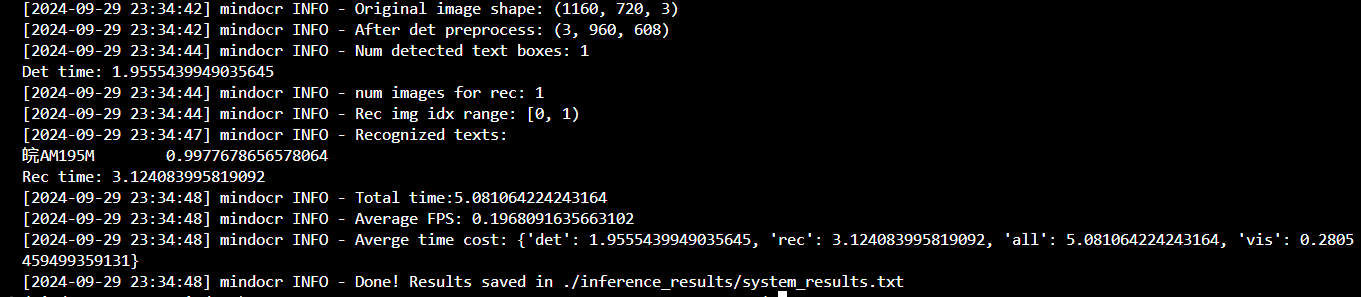 [2024-09-29 23:34:42] mindocr INFO - Original image shape: (1160, 720, 3)
[2024-09-29 23:34:42] mindocr INFO - After det preprocess: (3, 960, 608)
[2024-09-29 23:34:44] mindocr INFO - Num detected text boxes: 1
Det time: 1.9555439949035645
[2024-09-29 23:34:44] mindocr INFO - num images for rec: 1
[2024-09-29 23:34:44] mindocr INFO - Rec img idx range: [0, 1)
[2024-09-29 23:34:47] mindocr INFO - Recognized texts:
皖AM195M 0.9977678656578064
Rec time: 3.124083995819092
[2024-09-29 23:34:48] mindocr INFO - Total time:5.081064224243164
[2024-09-29 23:34:48] mindocr INFO - Average FPS: 0.1968091635663102
[2024-09-29 23:34:48] mindocr INFO - Averge time cost: {'det': 1.9555439949035645, 'rec': 3.124083995819092, 'all': 5.081064224243164, 'vis': 0.2805
459499359131}
[2024-09-29 23:34:48] mindocr INFO - Done! Results saved in ./inference_results/system_results.txt